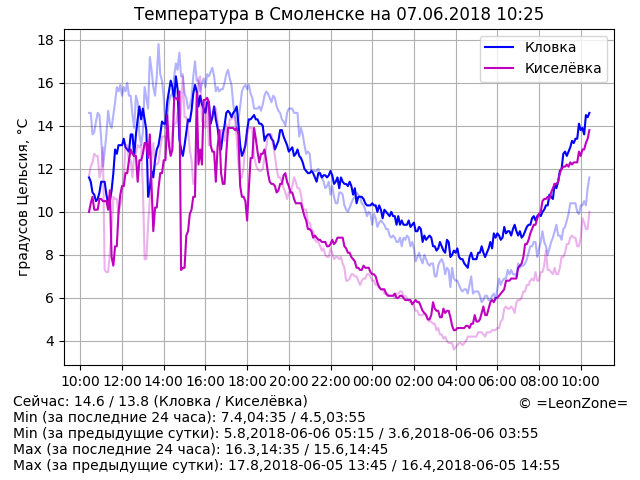 Температура в Смоленске на 07.06.2018 10:25
Кловка
Киселёвка
градусов Цельсия, °C
18
16
14
12
10
8
6
4
10:00 12:00 14:00 16:00 18:00 20:00 22:00 00:00 02:00 04:00 06:00 08:00 10:00
Сейчас: 14.6 / 13.8 (Кловка / Киселёвка)
© =LeonZone=
Min (за последние 24 часа): 7.4,04:35 / 4.5,03:55
Min (за предыдущие сутки): 5.8,2018-06-06 05:15 / 3.6,2018-06-06 03:55
Max (за последние 24 часа): 16.3,14:35 / 15.6,14:45
Max (за предыдущие сутки): 17.8,2018-06-05 13:45 / 16.4,2018-06-05 14:55